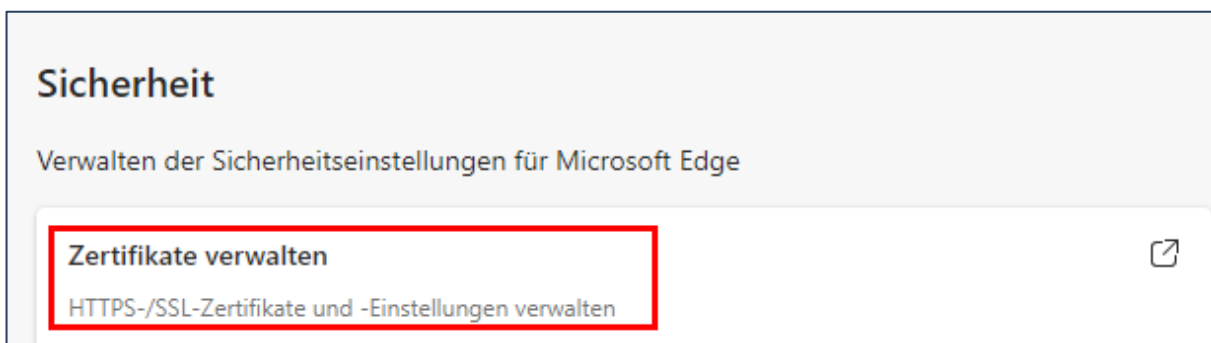 Sicherheit
Verwalten der Sicherheitseinstellungen für Microsoft Edge
Zertifikate verwalten
HTTPS-/SSL-Zertifikate und -Einstellungen verwalten